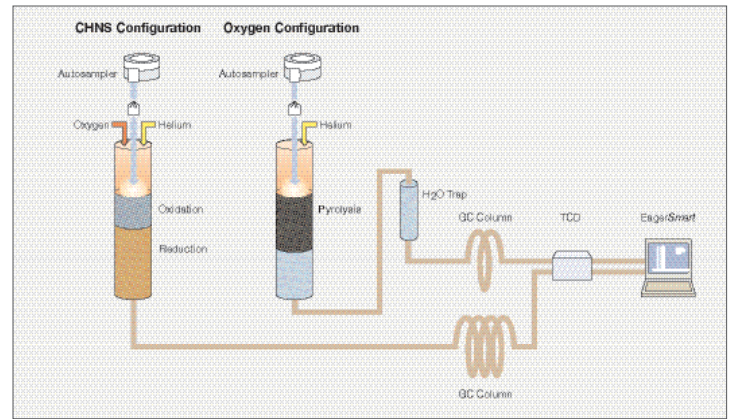 CHNS Configuration
Oxygen Configuration
Autosampler
Autosampler
Oxygen
Helium
Helium
Oxidation
Pyrolysis
H2O Trap
GC Column
TCD
EagerSmart
Reduction
GC Column